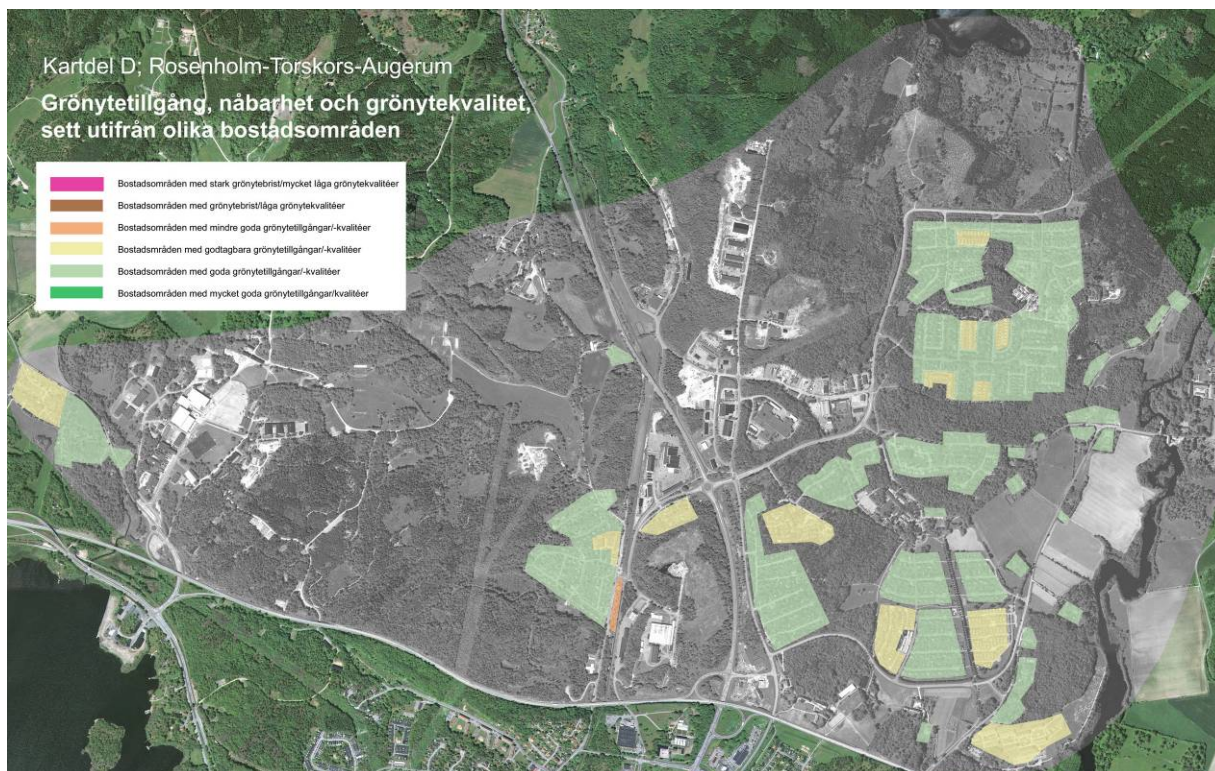 Kartdel D; Rosenholm-Torskors-Augerum
Grönytetillgång, nåbarhet och grönytekvalitet,
sett utifrån olika bostadsområden
Bostadsområden med stark grönytebrist/mycket låga grönytekvalitéer
Bostadsområden med grönytebrist/låga grönytekvalitéer
Bostadsområden med mindre goda grönytetillgångar/-kvalitéer
Bostadsmråden med godtagbara grönytetillgångar/-kvalitéer
Bostadsområden med goda grönytetillgångar/-kvalitéer
Bostadsområden med mycket goda grönytetillgångar/kvalitéer